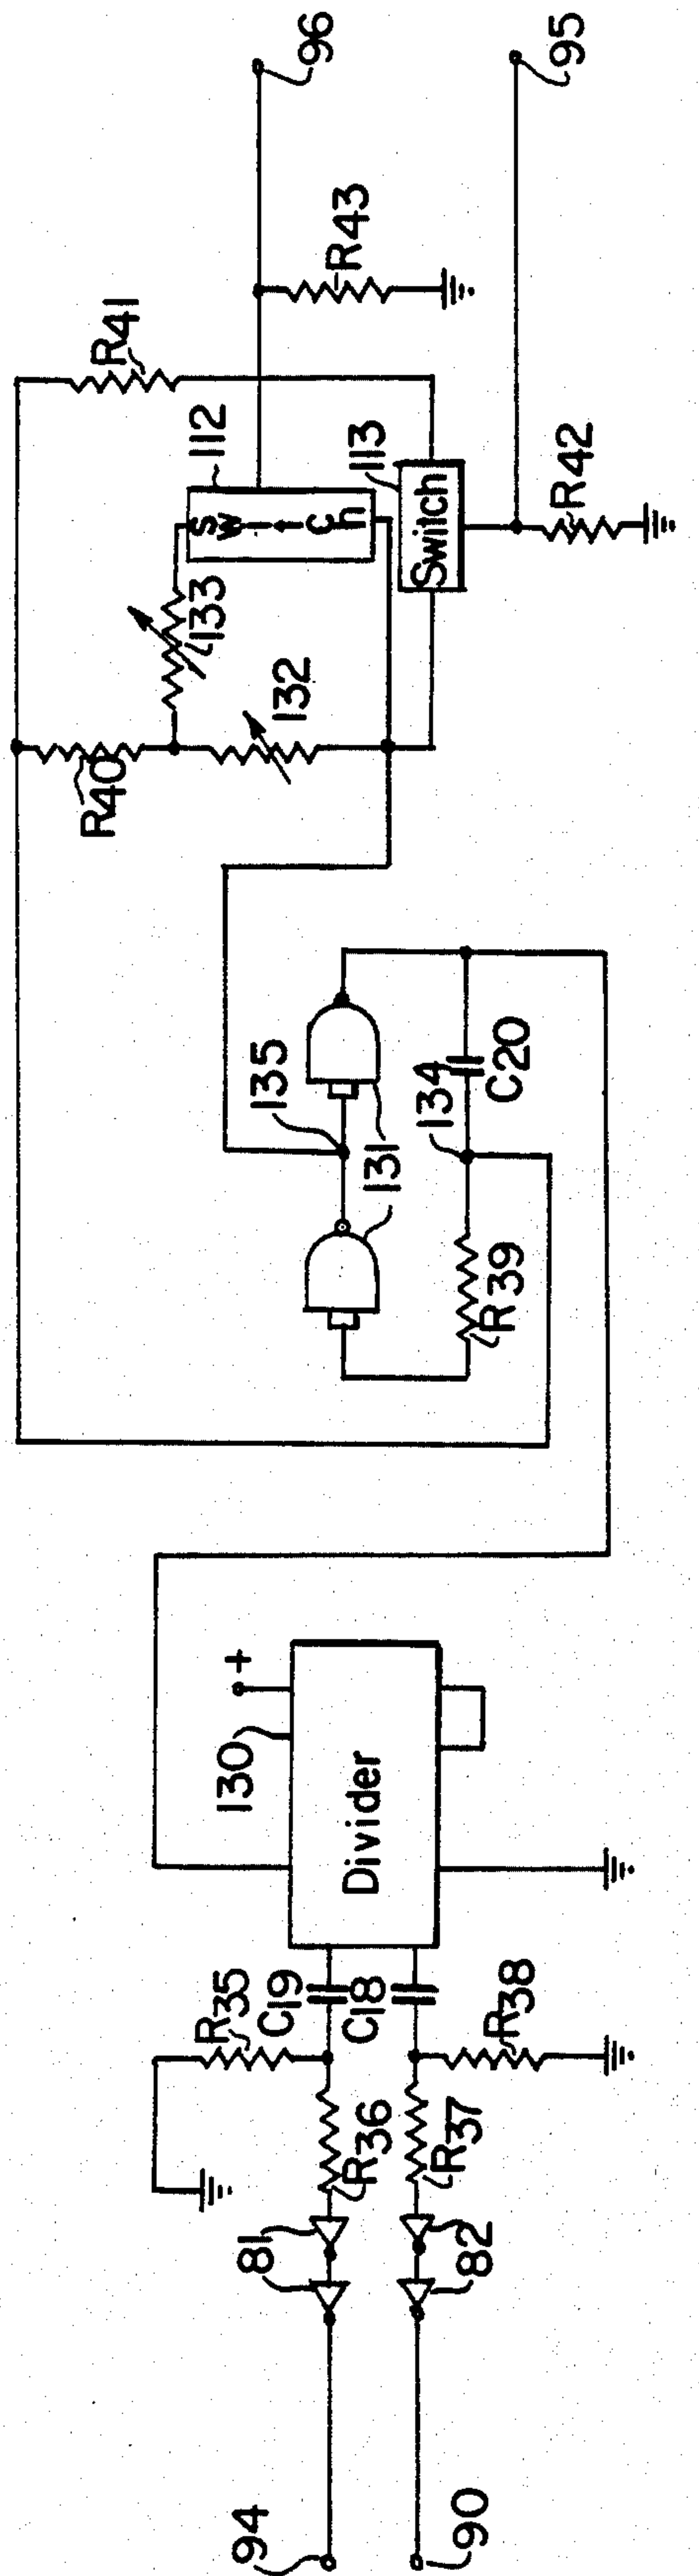 96
95
R43
R41
112
Switch
113
Switch
R42
133
132
R40
135
134
C20
131
R39
+
130
Divider
R35
C19
C18
R38
R36
R37
81
82
94
90